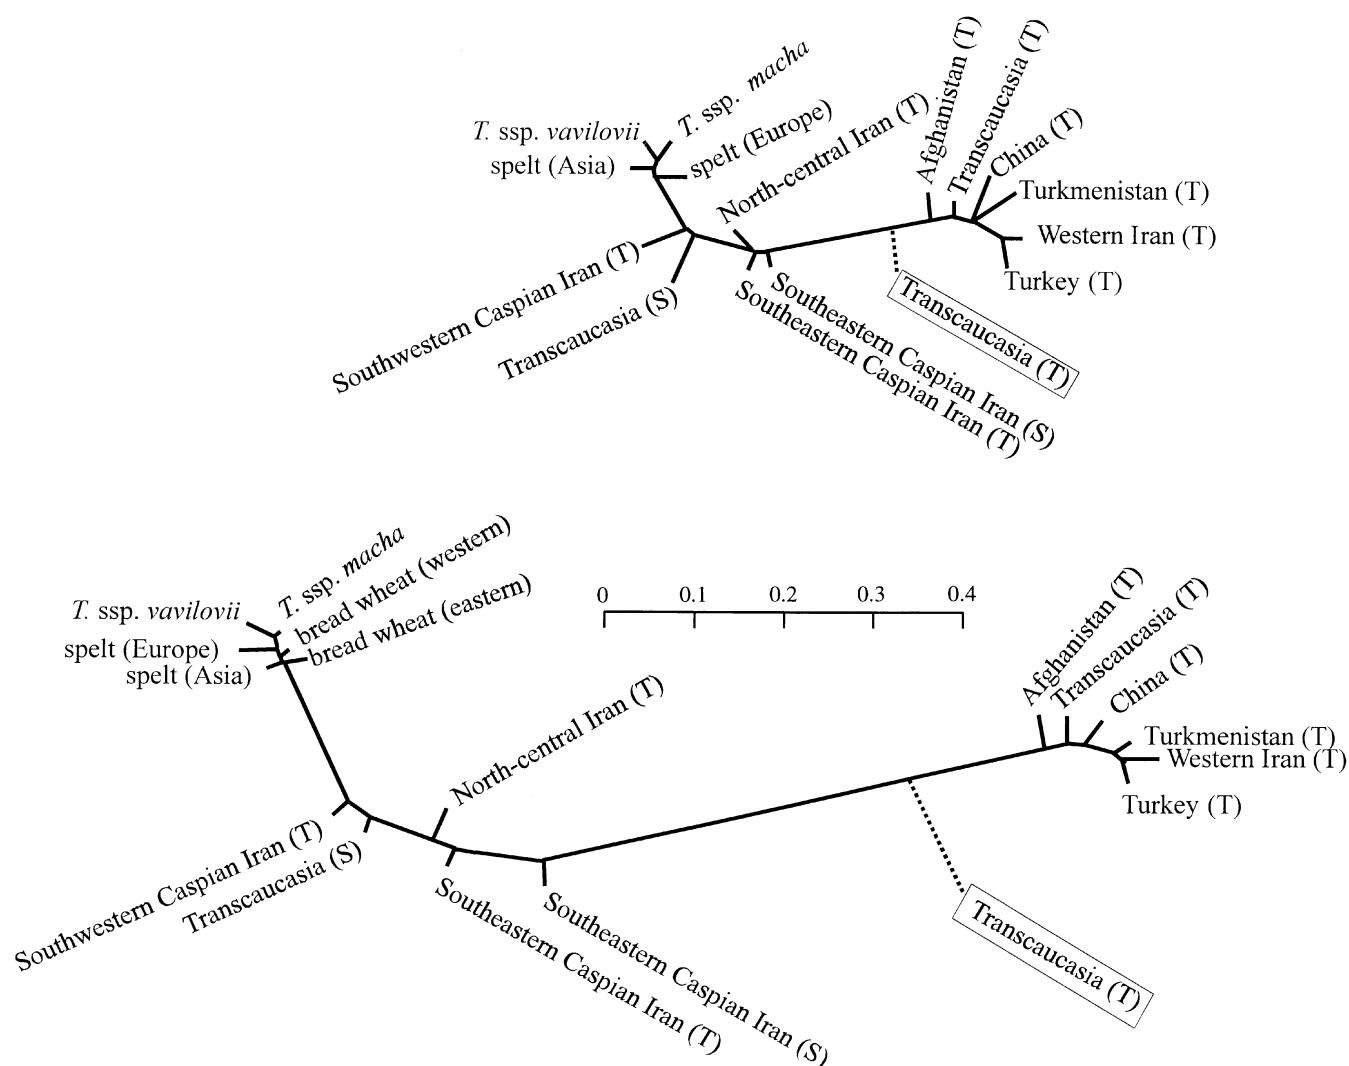 T. ssp. vavilovii
T. ssp. macha
spelt (Asia)
spelt (Europe)
North-central Iran (T)
Afghanistan (T)
Transcaucasia (T)
China (T)
Turkmenistan (T)
Western Iran (T)
Turkey (T)
Southwestern Caspian Iran (T)
Transcaucasia (S)
Southeastern Caspian Iran (S)
Southeastern Caspian Iran (T)
Transcaucasia (T)
T. ssp. vavilovii
T. ssp. macha
bread wheat (western)
bread wheat (eastern)
spelt (Europe)
spelt (Asia)
0 0.1 0.2 0.3 0.4
North-central Iran (T)
Afghanistan (T)
Transcaucasia (T)
China (T)
Turkmenistan (T)
Western Iran (T)
Turkey (T)
Southwestern Caspian Iran (T)
Transcaucasia (S)
Southeastern Caspian Iran (T)
Southeastern Caspian Iran (S)
Transcaucasia (T)